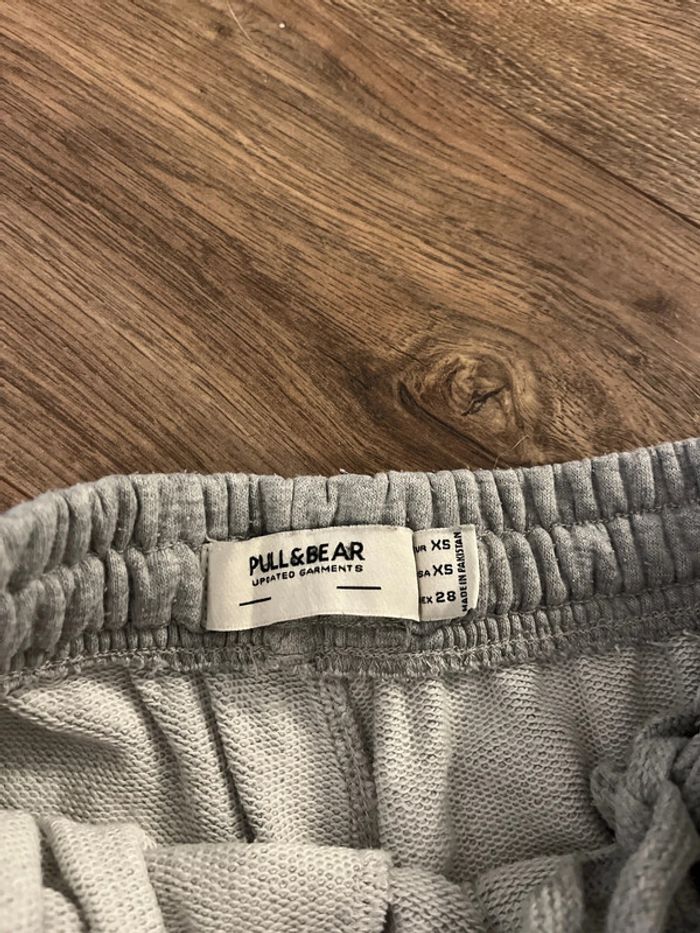 PULL&BEAR
UPDATED GARMENTS
UR XS
SA XS
EX 28
MADE IN PAKISTAN